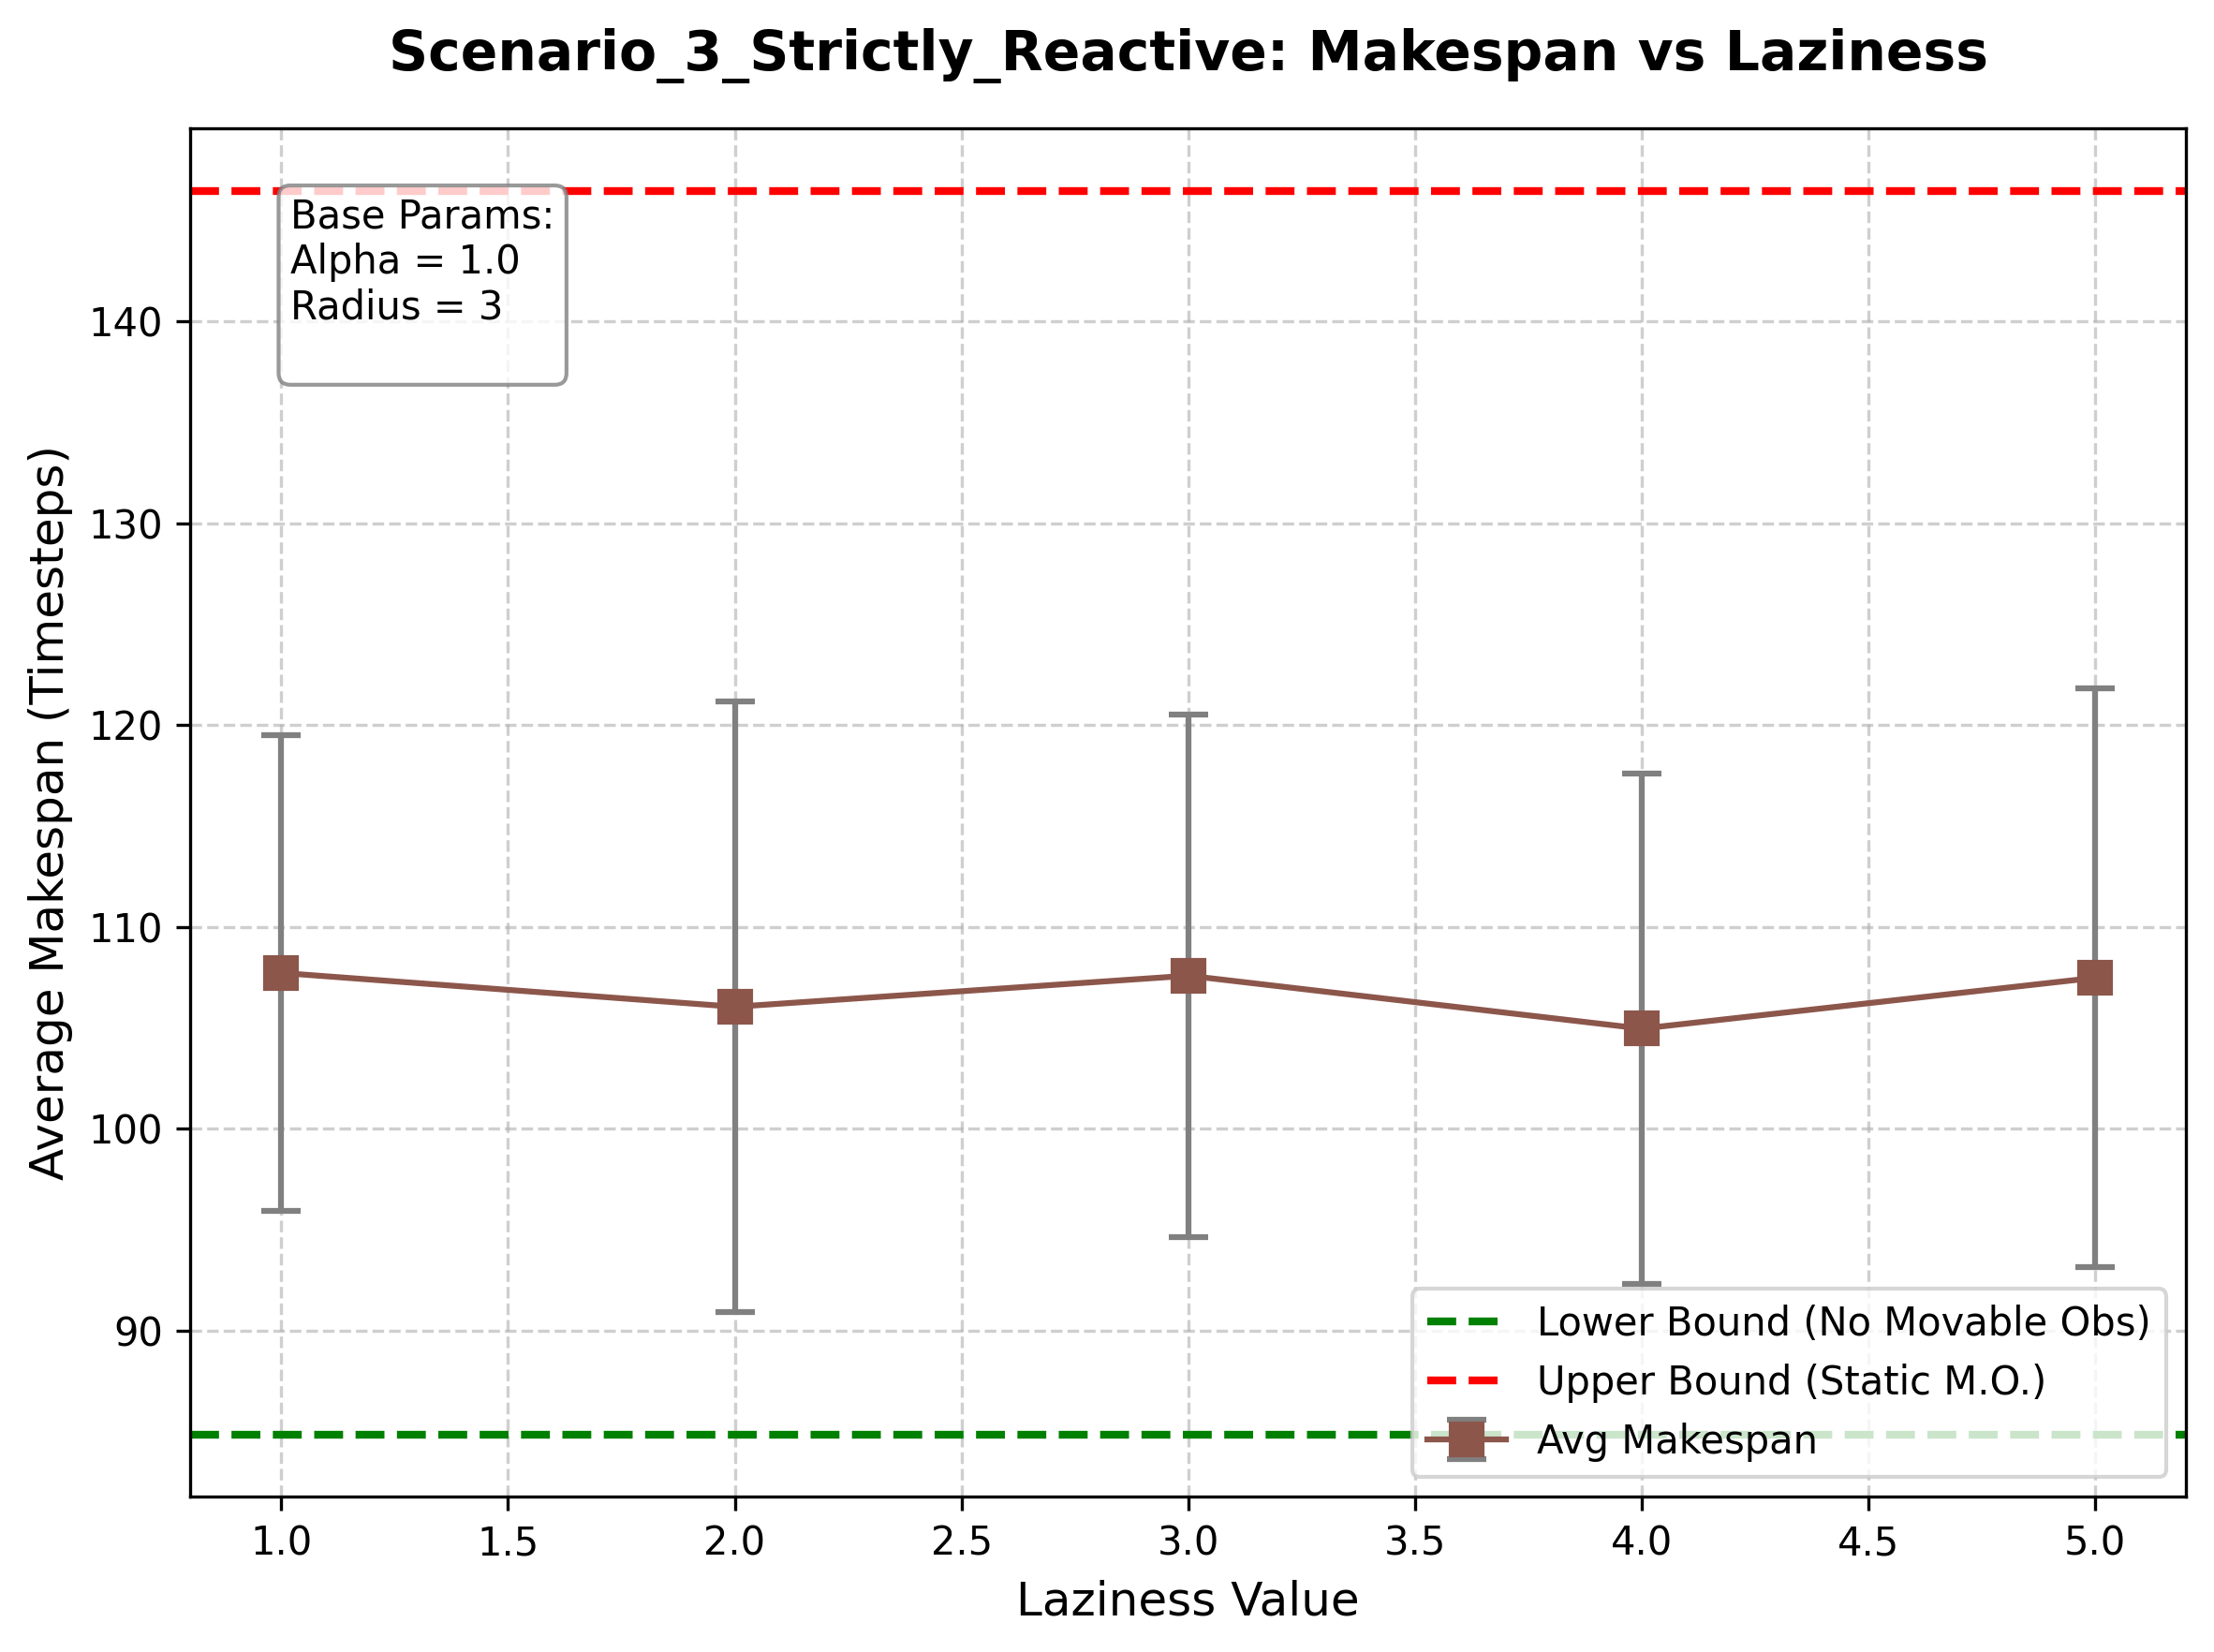 Scenario_3_Strictly_Reactive: Makespan vs Laziness
Base Params:
Alpha = 1.0
Radius = 3
140
130
120
110
100
90
Average Makespan (Timesteps)
Lower Bound (No Movable Obs)
Upper Bound (Static M.O.)
Avg Makespan
1.0 1.5 2.0 2.5 3.0 3.5 4.0 4.5 5.0
Laziness Value